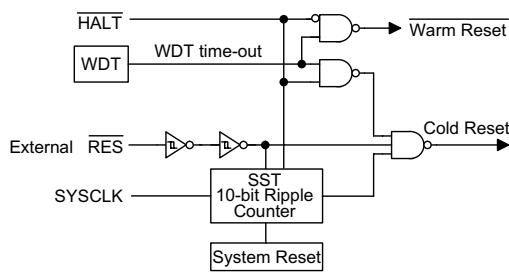 HALT
Warm Reset
WDT time-out
WDT
Cold Reset
External RES
SST
10-bit Ripple
Counter
SYSCLK
System Reset